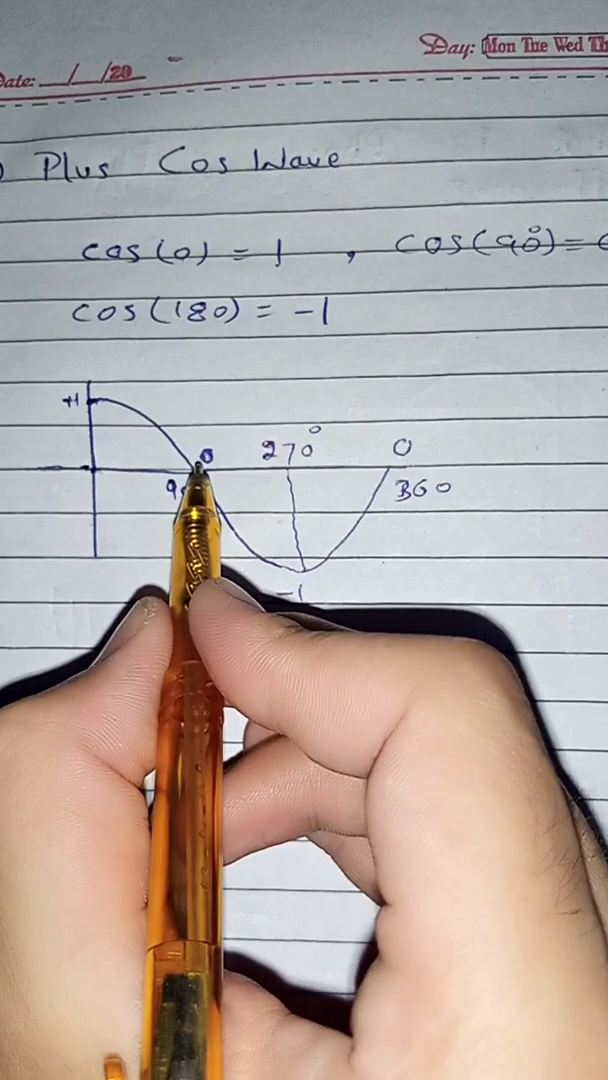 Day: Mon Tue Wed Th
Date: / /20
Plus Cos Wave
cos(0) = 1 , cos(90°)=
cos(180) = -1
+1
270° 0
360
-1